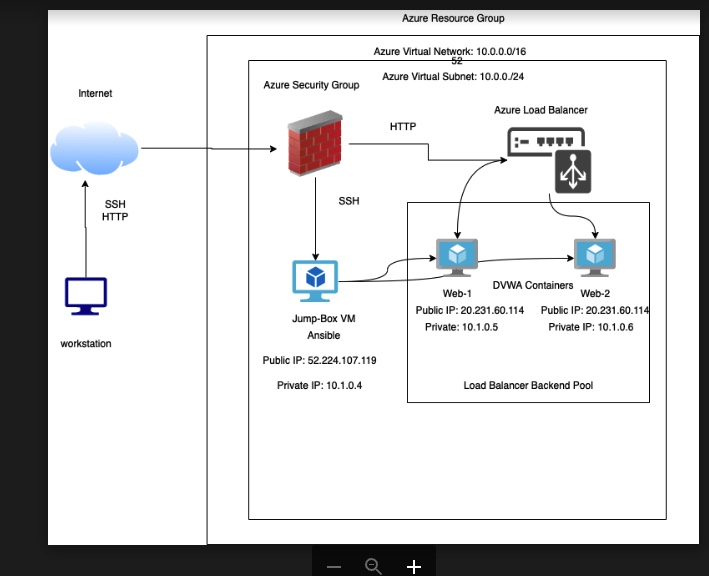 Azure Resource Group
Azure Virtual Network: 10.0.0.0/16
52
Azure Virtual Subnet: 10.0.0./24
Internet
Azure Security Group
Azure Load Balancer
HTTP
SSH
HTTP
SSH
DVWA Containers
Web-1
Public IP: 20.231.60.114
Private: 10.1.0.5
Web-2
Public IP: 20.231.60.114
Private IP: 10.1.0.6
Jump-Box VM
Ansible
Public IP: 52.224.107.119
Private IP: 10.1.0.4
workstation
Load Balancer Backend Pool